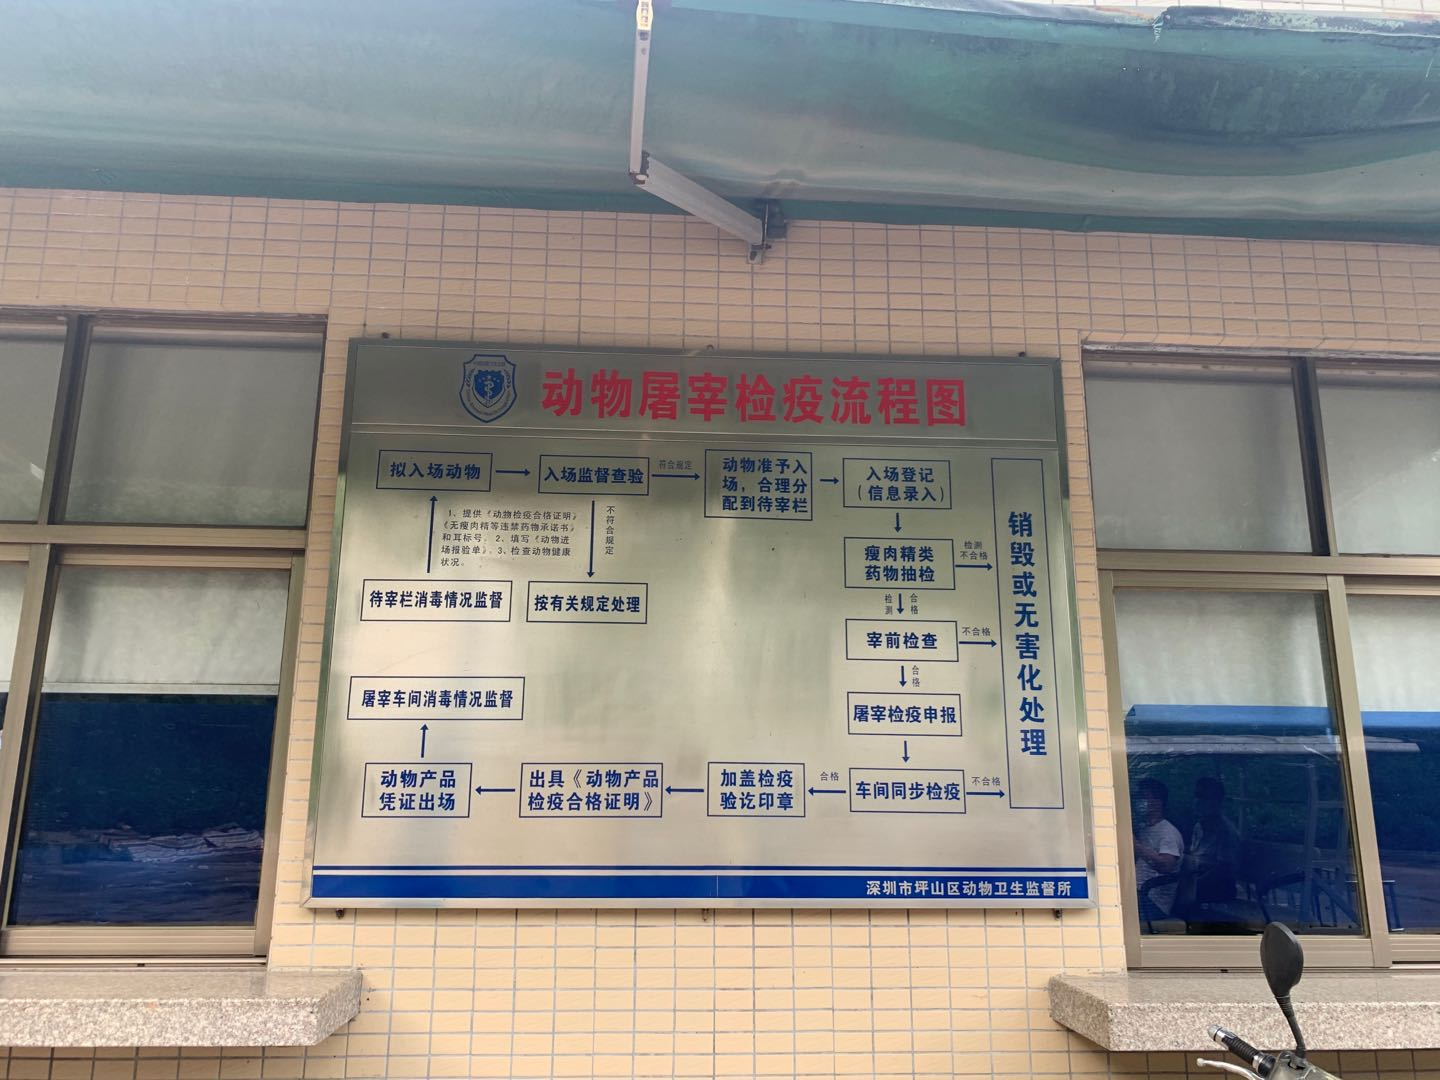 动物屠宰检疫流程图
拟入场动物
入场监督查验
符合规定
动物准予入
场，合理分
配到待宰栏
入场登记
（信息录入）
1、提供《动物检疫合格证明》
《无瘦肉精等违禁药物承诺书》
和耳标号。2、填写《动物进
场报验单》。3、检查动物健康
状况。
不符合规定
待宰栏消毒情况监督
按有关规定处理
瘦肉精类
药物抽检
检测
不合格
检测
合格
宰前检查
不合格
合格
屠宰检疫申报
车间同步检疫
不合格
销毁或无害化处理
合格
加盖检疫
验讫印章
出具《动物产品
检疫合格证明》
动物产品
凭证出场
屠宰车间消毒情况监督
深圳市坪山区动物卫生监督所